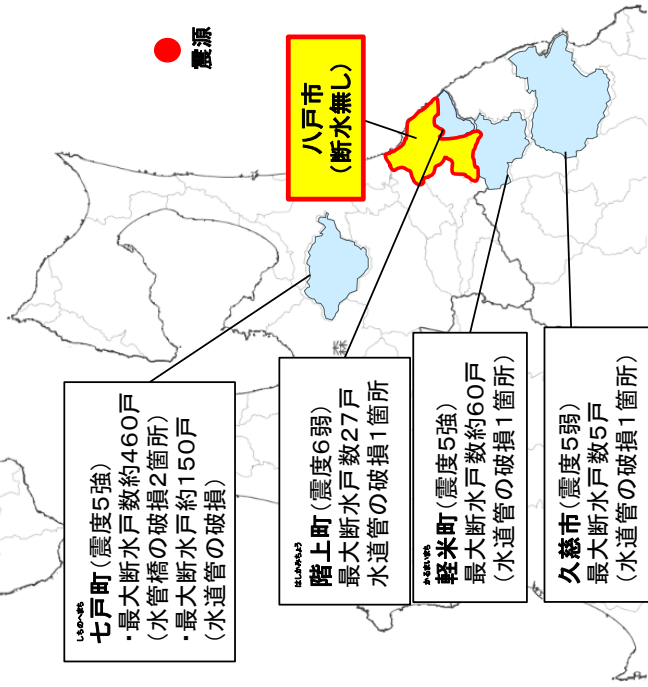 震源
八戸市
(断水無し)
しちのへまち
七戸町(震度5強)
・最大断水戸数約460戸
(水管橋の破損2箇所)
・最大断水戸約150戸
(水道管の破損)
はしかみちょう
階上町(震度6弱)
最大断水戸数27戸
水道管の破損1箇所
かるまいまち
軽米町(震度5強)
最大断水戸数約60戸
(水道管の破損1箇所)
久慈市(震度5弱)
最大断水戸数5戸
(水道管の破損1箇所)
森